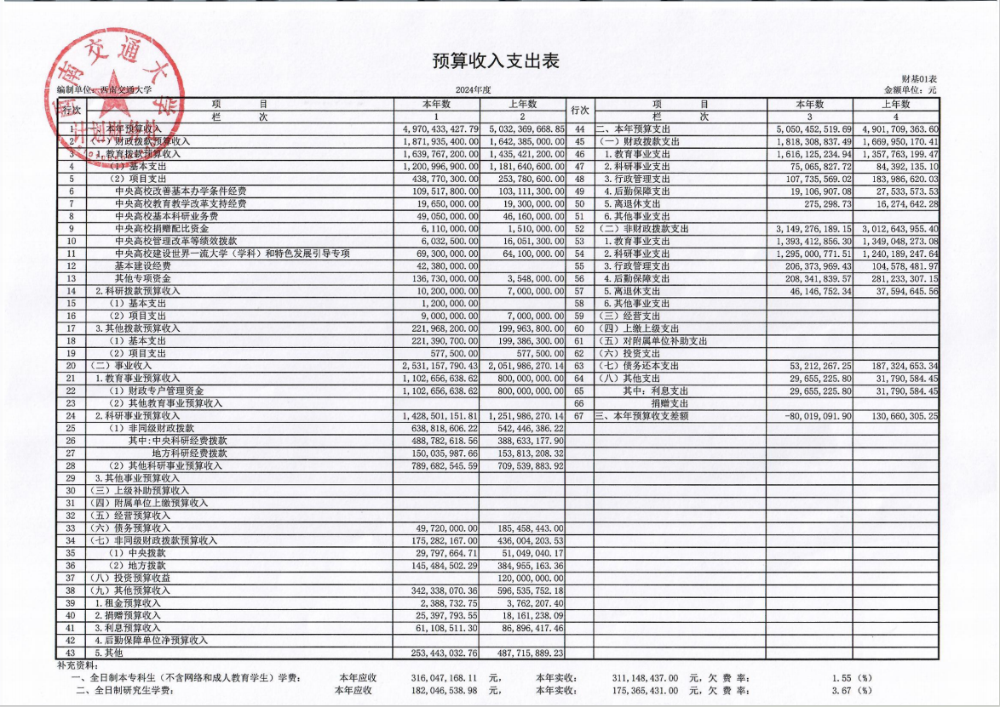 预算收入支出表
财基01表
编制单位：西南交通大学 2024年度 金额单位：元
行次 项 目 本年数 上年数 行次 项 目 本年数 上年数
栏 次 1 2 栏 次 3 4
1 一、本年预算收入 4,970,433,427.79 5,032,369,668.85 44 二、本年预算支出 5,050,452,519.69 4,901,709,363.60
2 （一）财政拨款预算收入 1,871,935,400.00 1,642,385,000.00 45 （一）财政拨款支出 1,818,308,837.49 1,669,950,170.41
3 1.教育拨款预算收入 1,639,767,200.00 1,435,421,200.00 46 1.教育事业支出 1,616,125,234.94 1,357,763,199.47
4 （1）基本支出 1,200,996,900.00 1,181,640,600.00 47 2.科研事业支出 75,065,827.72 84,392,135.10
5 （2）项目支出 438,770,300.00 253,780,600.00 48 3.行政管理支出 107,735,569.02 183,986,620.03
6 中央高校改善基本办学条件经费 109,517,800.00 103,111,300.00 49 4.后勤保障支出 19,106,907.08 27,533,573.53
7 中央高校教育教学改革支持经费 19,650,000.00 19,300,000.00 50 5.离退休支出 275,298.73 16,274,642.28
8 中央高校基本科研业务费 49,050,000.00 46,160,000.00 51 6.其他事业支出
9 中央高校捐赠配比资金 6,110,000.00 1,510,000.00 52 （二）非财政拨款支出 3,149,276,189.15 3,012,643,955.40
10 中央高校管理改革等绩效拨款 6,032,500.00 16,051,300.00 53 1.教育事业支出 1,393,412,856.30 1,349,048,273.08
11 中央高校建设世界一流大学（学科）和特色发展引导专项 69,300,000.00 64,100,000.00 54 2.科研事业支出 1,295,000,771.51 1,240,189,247.64
12 基本建设经费 42,380,000.00 55 3.行政管理支出 206,373,969.43 104,578,481.97
13 其他专项资金 136,730,000.00 3,548,000.00 56 4.后勤保障支出 208,341,839.57 281,233,307.15
14 2.科研拨款预算收入 10,200,000.00 7,000,000.00 57 5.离退休支出 46,146,752.34 37,594,645.56
15 （1）基本支出 1,200,000.00 58 6.其他事业支出
16 （2）项目支出 9,000,000.00 7,000,000.00 59 （三）经营支出
17 3.其他拨款预算收入 221,968,200.00 199,963,800.00 60 （四）上缴上级支出
18 （1）基本支出 221,390,700.00 199,386,300.00 61 （五）对附属单位补助支出
19 （2）项目支出 577,500.00 577,500.00 62 （六）投资支出
20 （二）事业收入 2,531,157,790.43 2,051,986,270.14 63 （七）债务还本支出 53,212,267.25 187,324,653.34
21 1.教育事业预算收入 1,102,656,638.62 800,000,000.00 64 （八）其他支出 29,655,225.80 31,790,584.45
22 （1）财政专户管理资金 1,102,656,638.62 800,000,000.00 65 其中：利息支出 29,655,225.80 31,790,584.45
23 （2）其他教育事业预算收入 66 捐赠支出
24 2.科研事业预算收入 1,428,501,151.81 1,251,986,270.14 67 三、本年预算收支差额 -80,019,091.90 130,660,305.25
25 （1）非同级财政拨款 638,818,606.22 542,446,386.22
26 其中:中央科研经费拨款 488,782,618.56 388,633,177.90
27 地方科研经费拨款 150,035,987.66 153,813,208.32
28 （2）其他科研事业预算收入 789,682,545.59 709,539,883.92
29 3.其他事业预算收入
30 （三）上级补助预算收入
31 （四）附属单位上缴预算收入
32 （五）经营预算收入
33 （六）债务预算收入 49,720,000.00 185,458,443.00
34 （七）非同级财政拨款预算收入 175,282,167.00 436,004,203.53
35 （1）中央拨款 29,797,664.71 51,049,040.17
36 （2）地方拨款 145,484,502.29 384,955,163.36
37 （八）投资预算收益 120,000,000.00
38 （九）其他预算收入 342,338,070.36 596,535,752.18
39 1.租金预算收入 2,388,732.75 3,762,207.40
40 2.捐赠预算收入 25,397,793.55 18,161,238.09
41 3.利息预算收入 61,108,511.30 86,896,417.46
42 4.后勤保障单位净预算收入
43 5.其他 253,443,032.76 487,715,889.23
补充资料：
一、全日制本专科生（不含网络和成人教育学生）学费： 本年应收 316,047,168.11 元， 本年实收： 311,148,437.00 元，欠 费 率： 1.55 (%)
二、全日制研究生学费： 本年应收 182,046,538.98 元， 本年实收： 175,365,431.00 元，欠 费 率： 3.67 (%)
西南交通大学